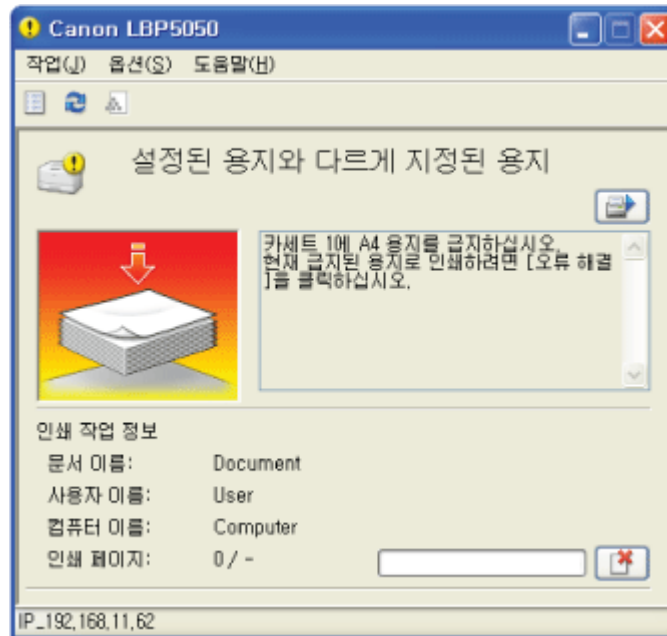 Canon LBP5050
작업(J) 옵션(S) 도움말(H)
설정된 용지와 다르게 지정된 용지
카세트 1에 A4 용지를 급지하십시오.
현재 급지된 용지로 인쇄하려면 [오류 해결
]을 클릭하십시오.
인쇄 작업 정보
문서 이름: Document
사용자 이름: User
컴퓨터 이름: Computer
인쇄 페이지: 0 / -
IP_192,168,11,62